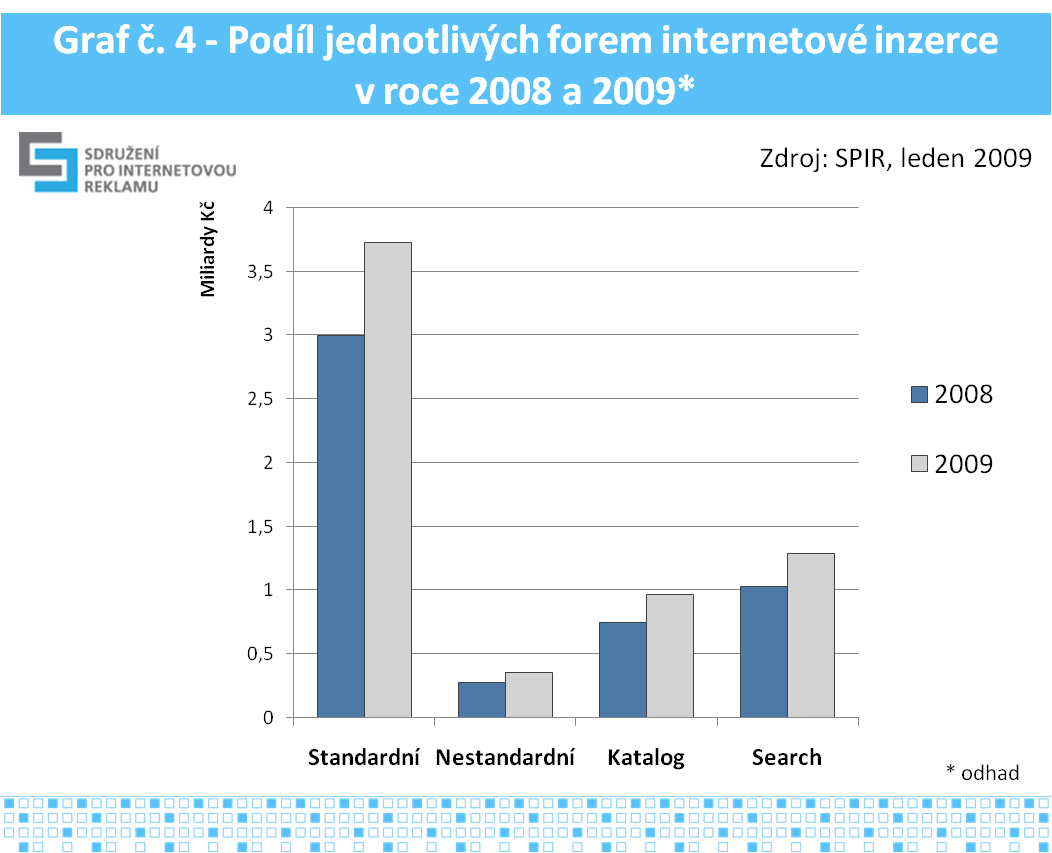 Graf č. 4 - Podíl jednotlivých forem internetové inzerce
v roce 2008 a 2009*
SDRUŽENÍ
PRO INTERNETOVOU
REKLAMU
Zdroj: SPIR, leden 2009
Miliardy Kč
4
3,5
3
2,5
2
1,5
1
0,5
0
Standardní
Nestandardní
Katalog
Search
2008
2009
* odhad